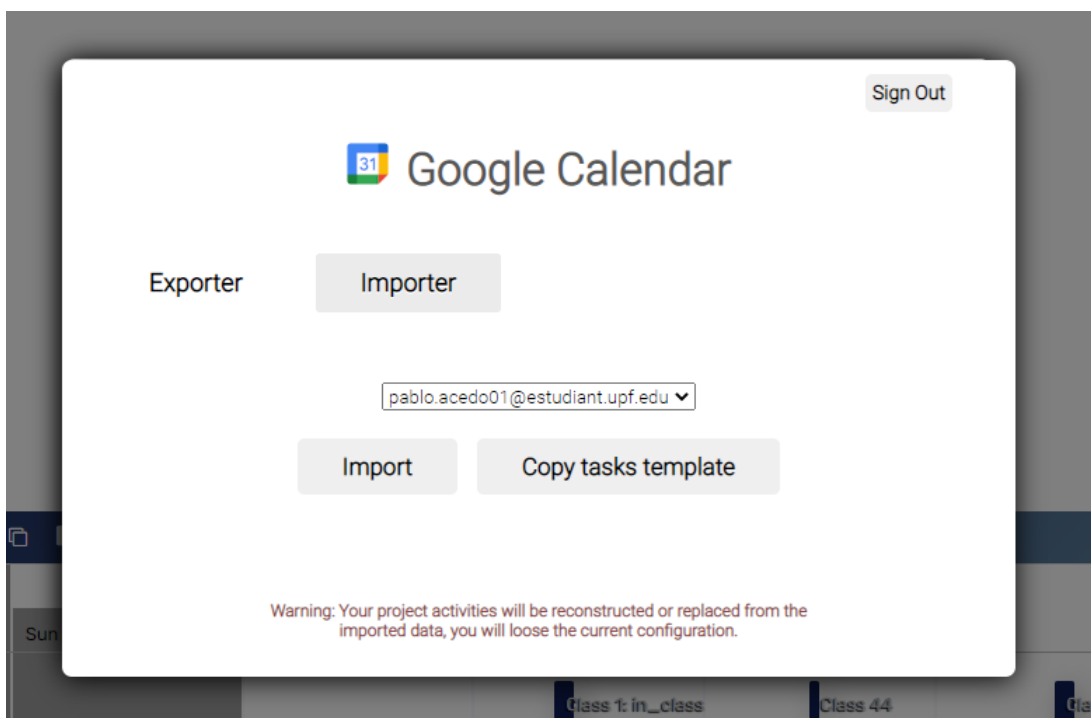 Sign Out
31 Google Calendar
Exporter Importer
pablo.acedo01@estudiant.upf.edu
Import Copy tasks template
Warning: Your project activities will be reconstructed or replaced from the
imported data, you will loose the current configuration.
Sun
Class 1: in_class Class 44